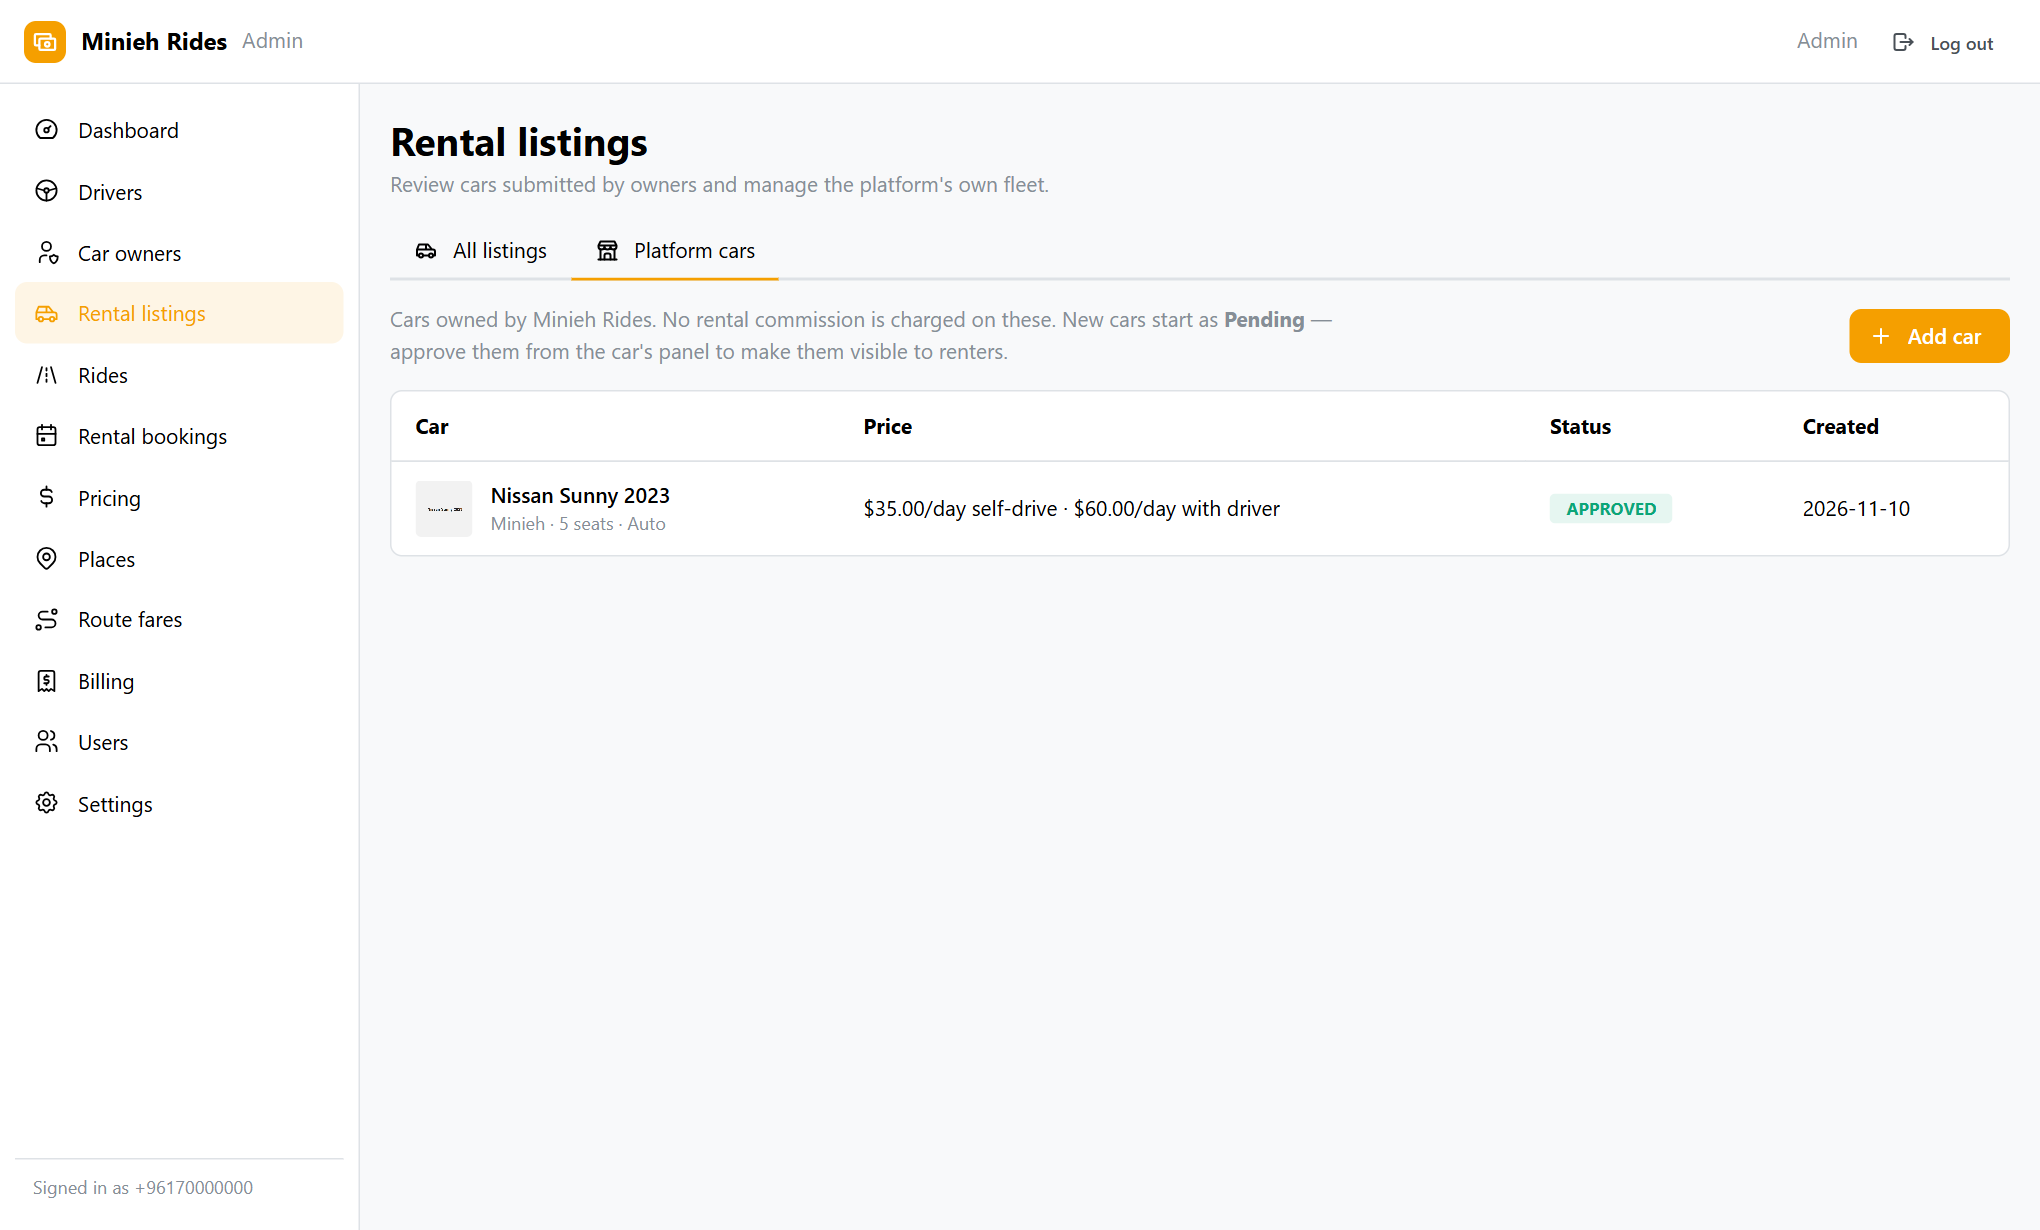 Minieh Rides Admin
Admin
Log out
Dashboard
Drivers
Car owners
Rental listings
Rides
Rental bookings
Pricing
Places
Route fares
Billing
Users
Settings
Signed in as +96170000000
Rental listings
Review cars submitted by owners and manage the platform's own fleet.
All listings
Platform cars
Cars owned by Minieh Rides. No rental commission is charged on these. New cars start as Pending —
approve them from the car's panel to make them visible to renters.
Add car
Car Price Status Created
Nissan Sunny 2023
Minieh · 5 seats · Auto
$35.00/day self-drive · $60.00/day with driver
APPROVED
2026-11-10